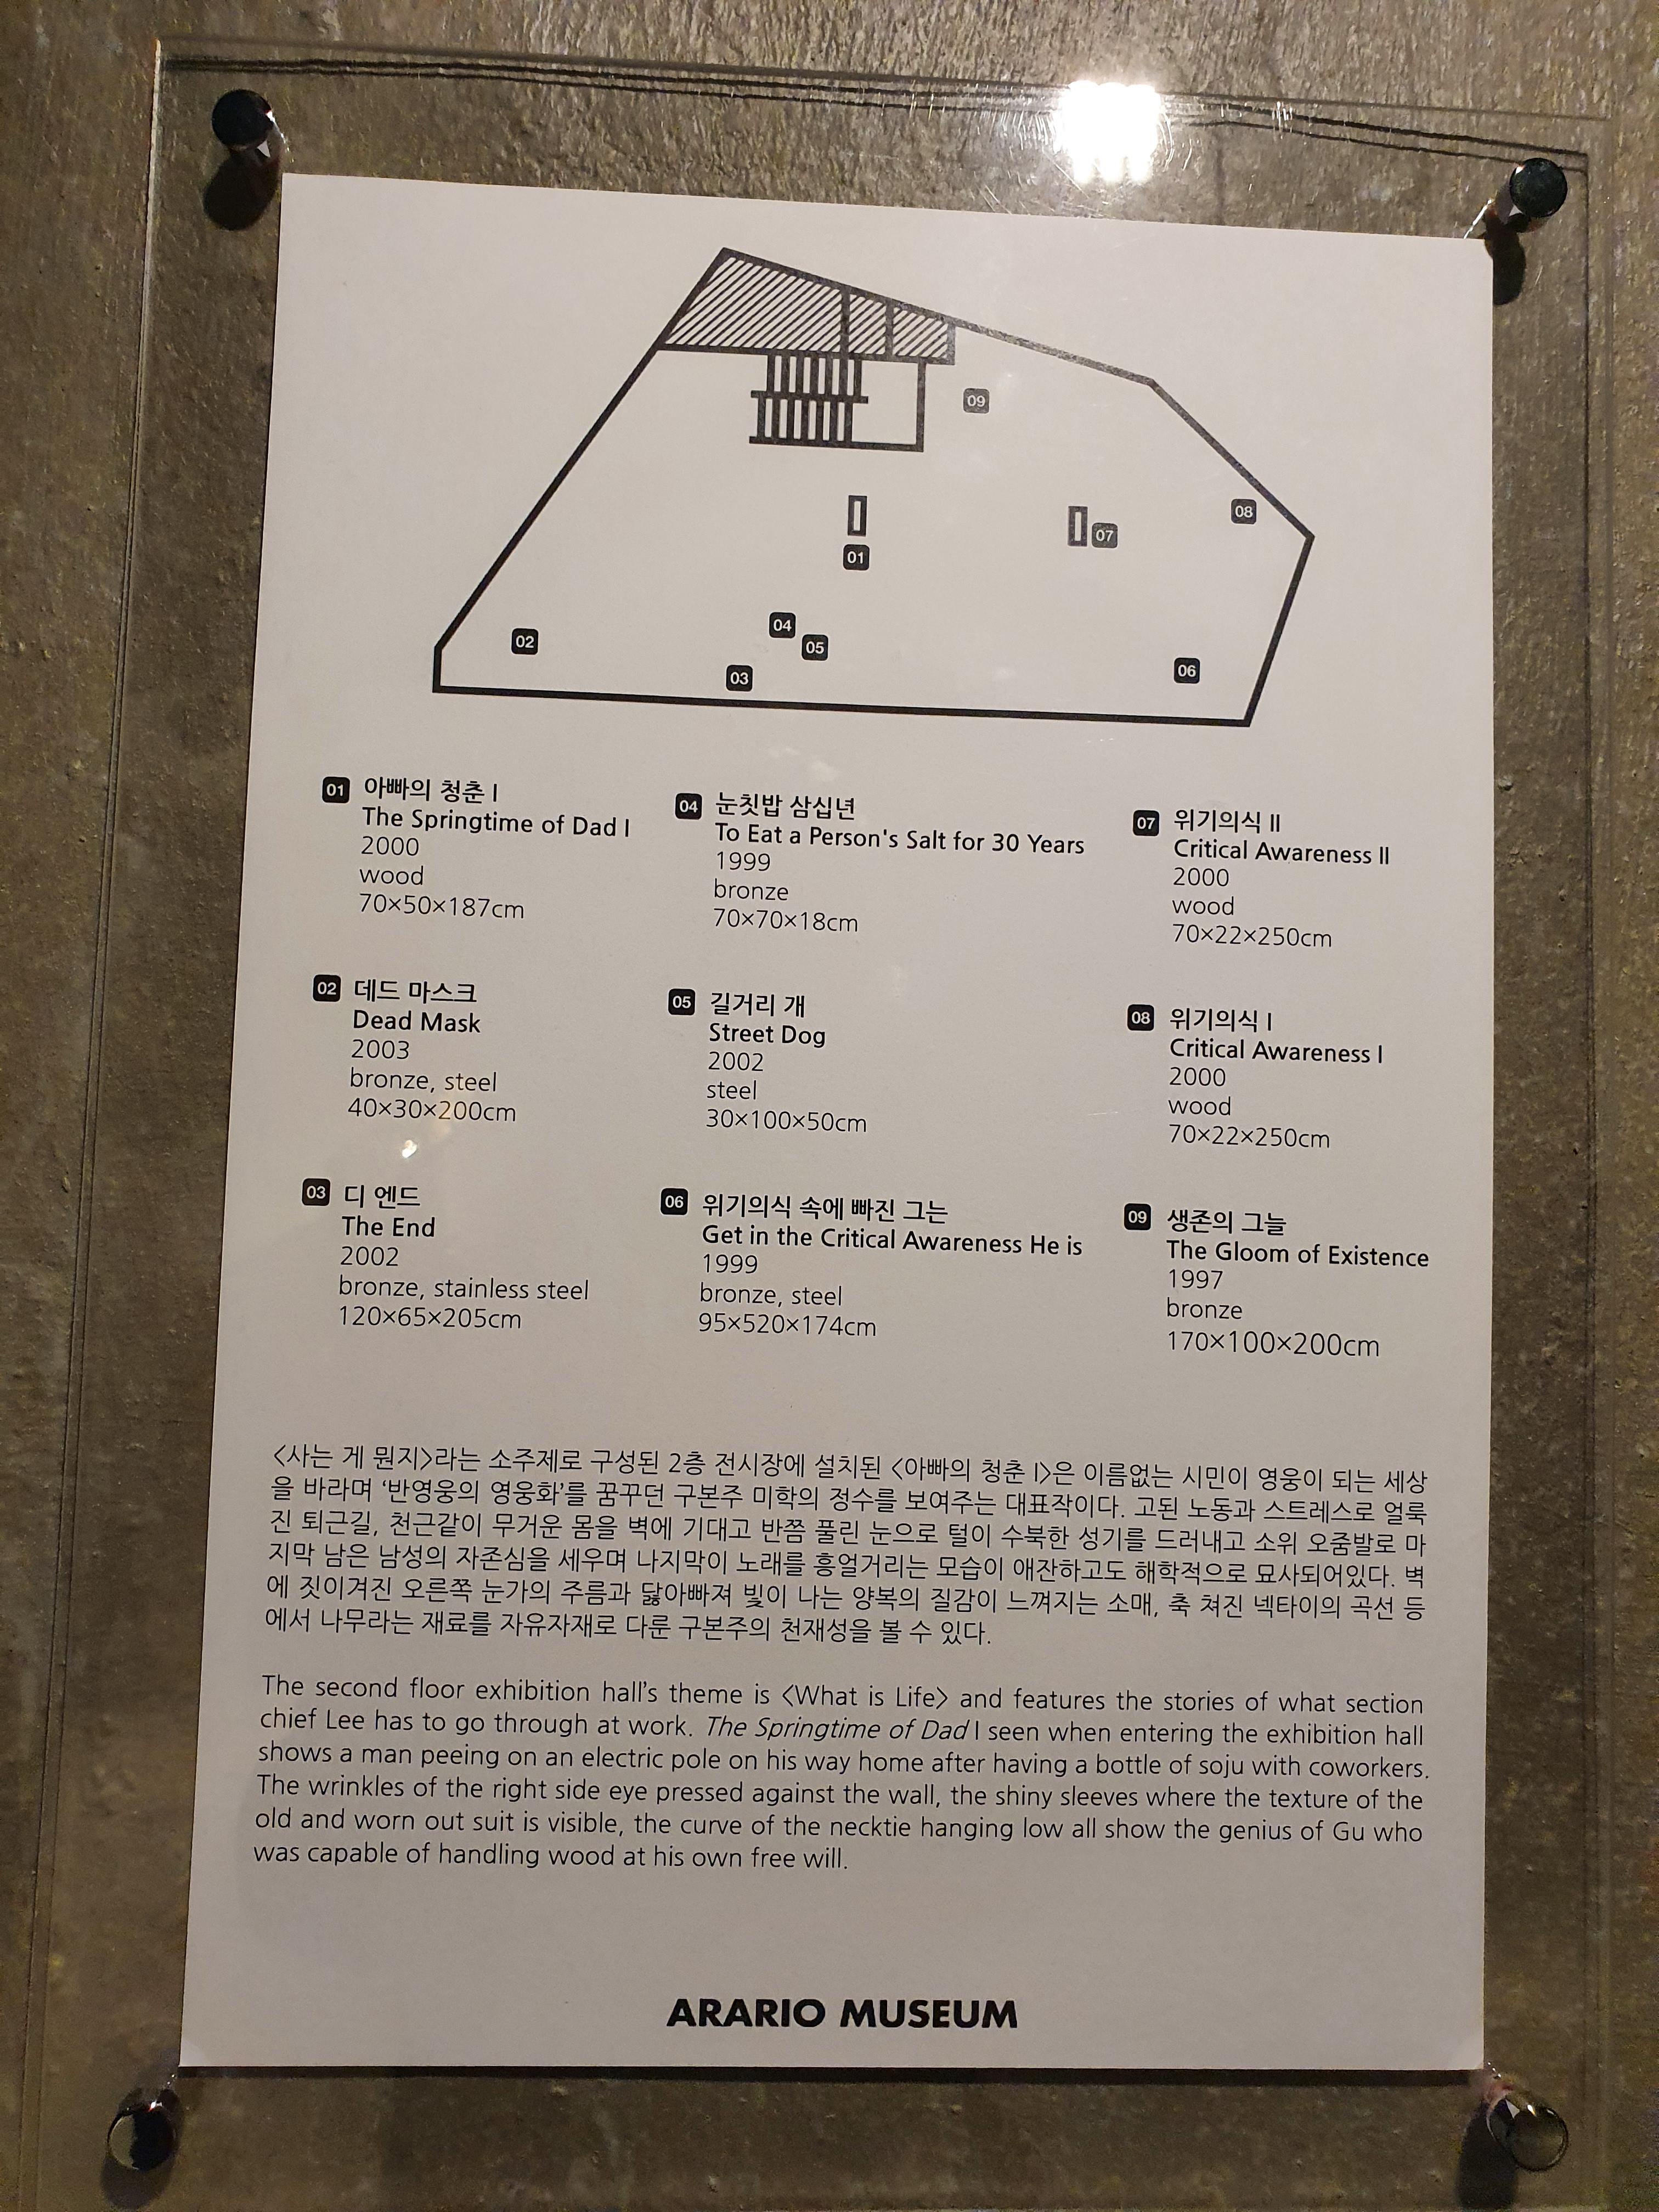 09
08
07
01
04
05
02
06
03
01 아빠의 청춘 I
The Springtime of Dad I
2000
wood
70×50×187cm
02 데드 마스크
Dead Mask
2003
bronze, steel
40×30×200cm
03 디 엔드
The End
2002
bronze, stainless steel
120×65×205cm
04 눈칫밥 삼십년
To Eat a Person's Salt for 30 Years
1999
bronze
70×70×18cm
05 길거리 개
Street Dog
2002
steel
30×100×50cm
06 위기의식 속에 빠진 그는
Get in the Critical Awareness He is
1999
bronze, steel
95×520×174cm
07 위기의식 II
Critical Awareness II
2000
wood
70×22×250cm
08 위기의식 I
Critical Awareness I
2000
wood
70×22×250cm
09 생존의 그늘
The Gloom of Existence
1997
bronze
170×100×200cm
〈사는 게 뭔지〉라는 소주제로 구성된 2층 전시장에 설치된 〈아빠의 청춘 I〉은 이름없는 시민이 영웅이 되는 세상
을 바라며 ‘반영웅의 영웅화’를 꿈꾸던 구본주 미학의 정수를 보여주는 대표작이다. 고된 노동과 스트레스로 얼룩
진 퇴근길, 천근같이 무거운 몸을 벽에 기대고 반쯤 풀린 눈으로 털이 수북한 성기를 드러내고 소위 오줌발로 마
지막 남은 남성의 자존심을 세우며 나지막이 노래를 흥얼거리는 모습이 애잔하고도 해학적으로 묘사되어있다. 벽
에 짓이겨진 오른쪽 눈가의 주름과 닳아빠져 빛이 나는 양복의 질감이 느껴지는 소매, 축 쳐진 넥타이의 곡선 등
에서 나무라는 재료를 자유자재로 다룬 구본주의 천재성을 볼 수 있다.
The second floor exhibition hall’s theme is 〈What is Life〉 and features the stories of what section
chief Lee has to go through at work. The Springtime of Dad I seen when entering the exhibition hall
shows a man peeing on an electric pole on his way home after having a bottle of soju with coworkers.
The wrinkles of the right side eye pressed against the wall, the shiny sleeves where the texture of the
old and worn out suit is visible, the curve of the necktie hanging low all show the genius of Gu who
was capable of handling wood at his own free will.
ARARIO MUSEUM